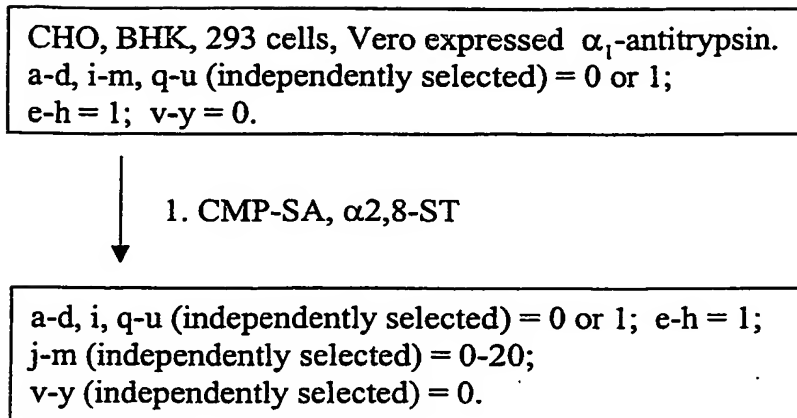 CHO, BHK, 293 cells, Vero expressed α₁-antitrypsin.
a-d, i-m, q-u (independently selected) = 0 or 1;
e-h = 1; v-y = 0.
1. CMP-SA, α2,8-ST
a-d, i, q-u (independently selected) = 0 or 1; e-h = 1;
j-m (independently selected) = 0-20;
v-y (independently selected) = 0.